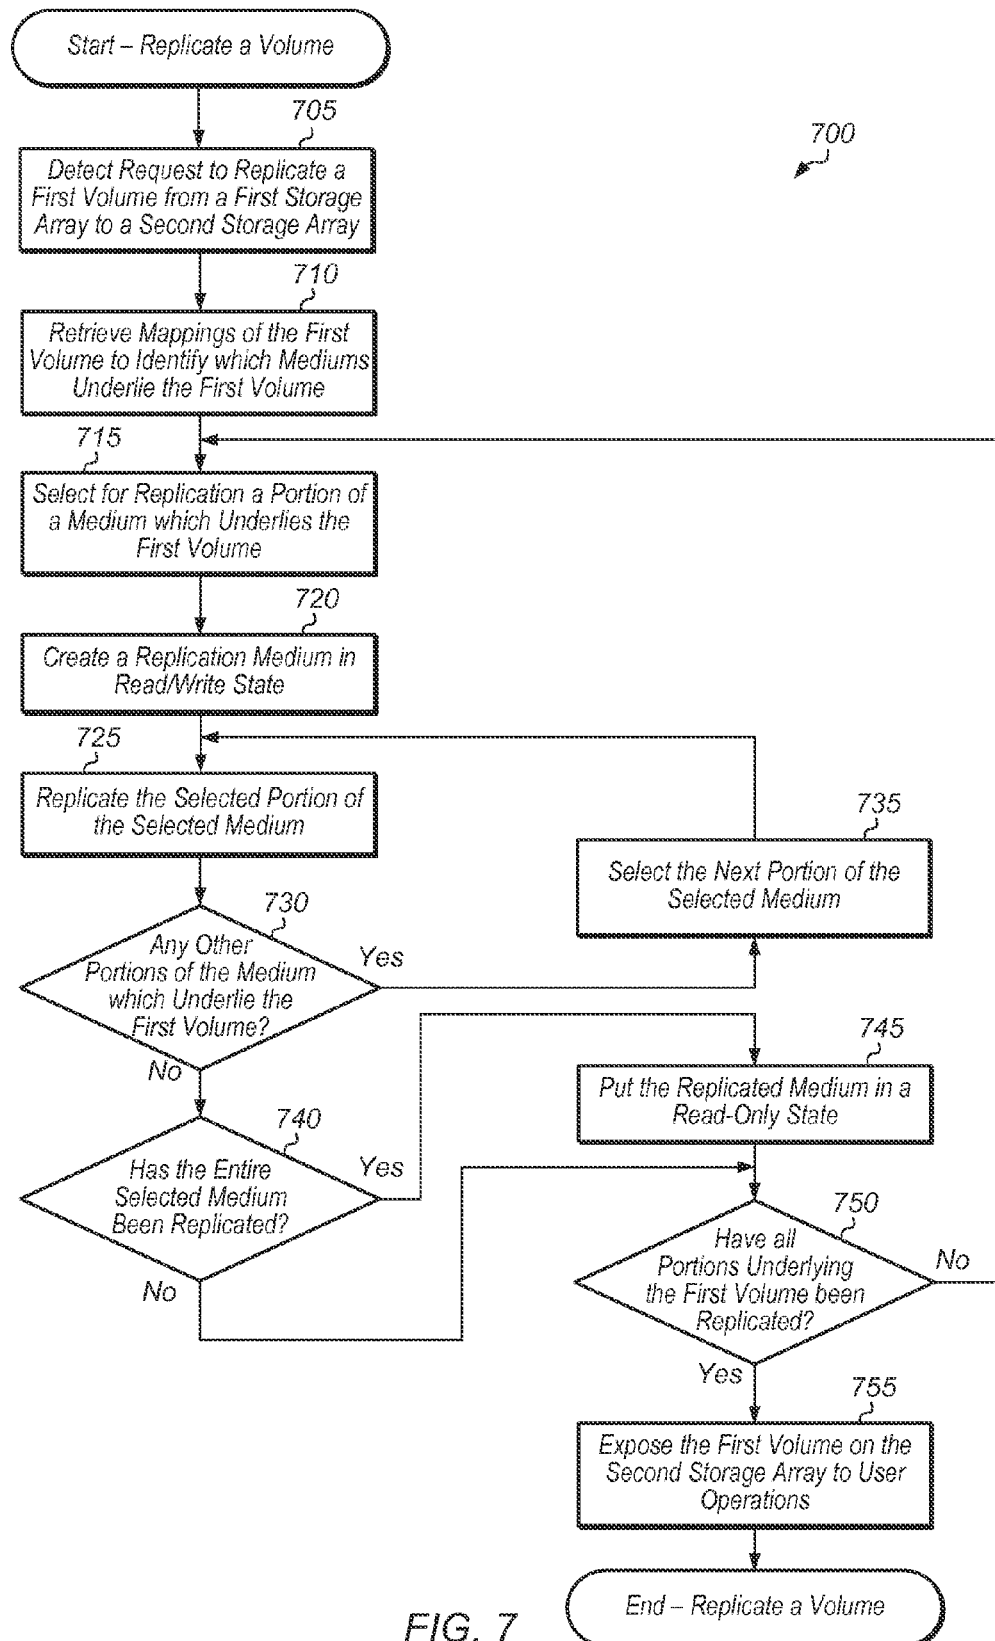 Start – Replicate a Volume
705
700
Detect Request to Replicate a
First Volume from a First Storage
Array to a Second Storage Array
710
Retrieve Mappings of the First
Volume to Identify which Mediums
Underlie the First Volume
715
Select for Replication a Portion of
a Medium which Underlies the
First Volume
720
Create a Replication Medium in
Read/Write State
725
Replicate the Selected Portion of
the Selected Medium
735
Select the Next Portion of the
Selected Medium
730
Any Other
Portions of the Medium
which Underlie the
First Volume?
Yes
No
740
Has the Entire
Selected Medium
Been Replicated?
Yes
No
745
Put the Replicated Medium in a
Read-Only State
750
Have all
Portions Underlying
the First Volume been
Replicated?
No
Yes
755
Expose the First Volume on the
Second Storage Array to User
Operations
End – Replicate a Volume
FIG. 7